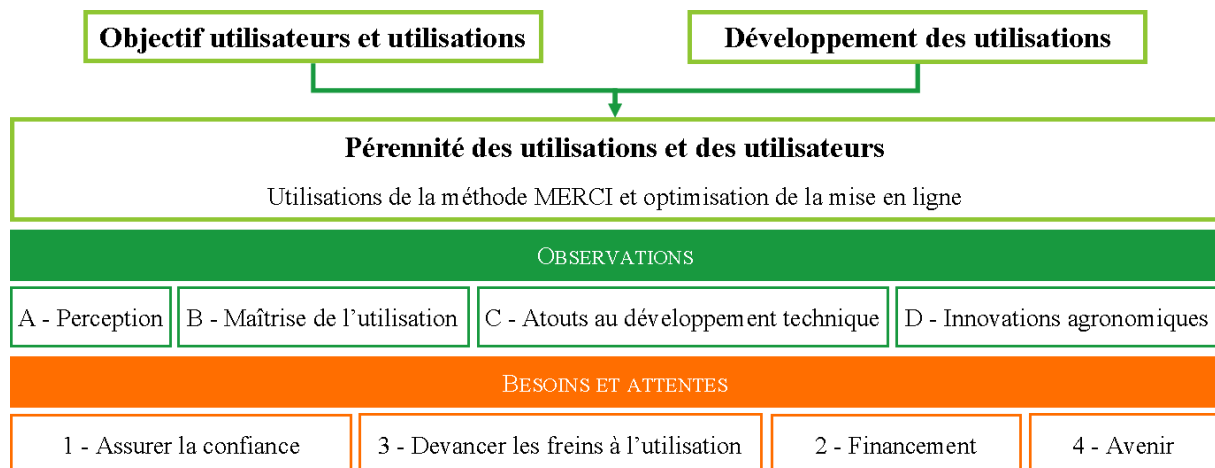 Objectif utilisateurs et utilisations
Développement des utilisations
Pérennité des utilisations et des utilisateurs
Utilisations de la méthode MERCI et optimisation de la mise en ligne
OBSERVATIONS
A - Perception
B - Maîtrise de l’utilisation
C - Atouts au développement technique
D - Innovations agronomiques
BESOINS ET ATTENTES
1 - Assurer la confiance
3 - Devancer les freins à l’utilisation
2 - Financement
4 - Avenir